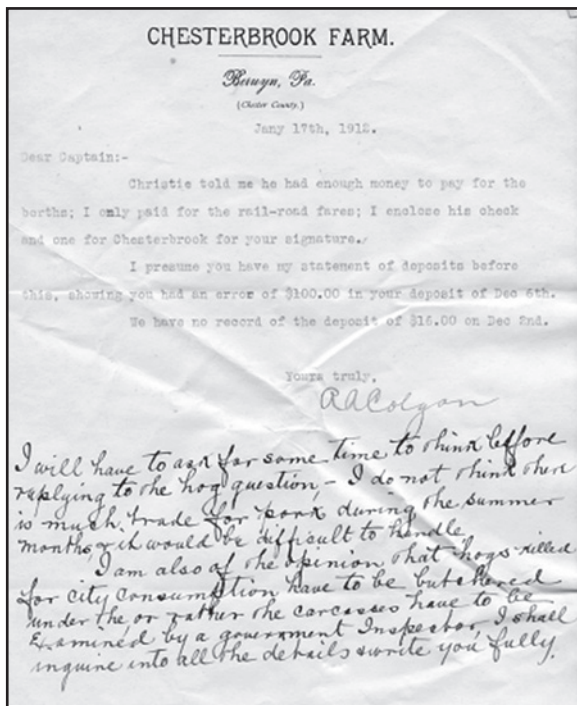 CHESTERBROOK FARM.
Berwyn, Pa.
(Chester County.)
Jany 17th, 1912.
Dear Captain:-
Christie told me he had enough money to pay for the
berths; I only paid for the rail-road fares; I enclose his check
and one for Chesterbrook for your signature.
I presume you have my statement of deposits before
this, showing you had an error of $100.00 in your deposit of Dec 6th.
We have no record of the deposit of $16.00 on Dec 2nd.
Yours truly,
RAColgan
I will have to ask for some time to think beffore
replying to the hog question, - I do not think there
is much trade for pork during the summer
months, & it would be difficult to handle.
I am also of the opinion that hogs killed
for city consumption have to be butchered
under the, or rather the carcasses have to be
Examined by a government Inspector, I shall
inquire into all the details & write you fully.